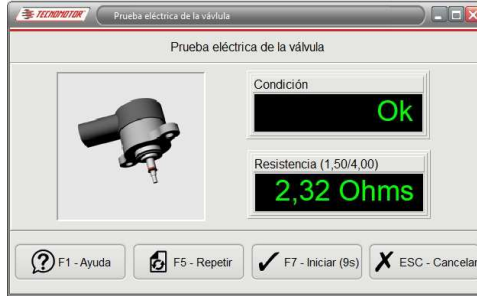 TECNOMOTOR
Prueba eléctrica de la vávlula
Prueba eléctrica de la válvula
Condición
Ok
Resistencia (1,50/4,00)
2,32 Ohms
F1 - Ayuda
F5 - Repetir
F7 - Iniciar (9s)
ESC - Cancelar